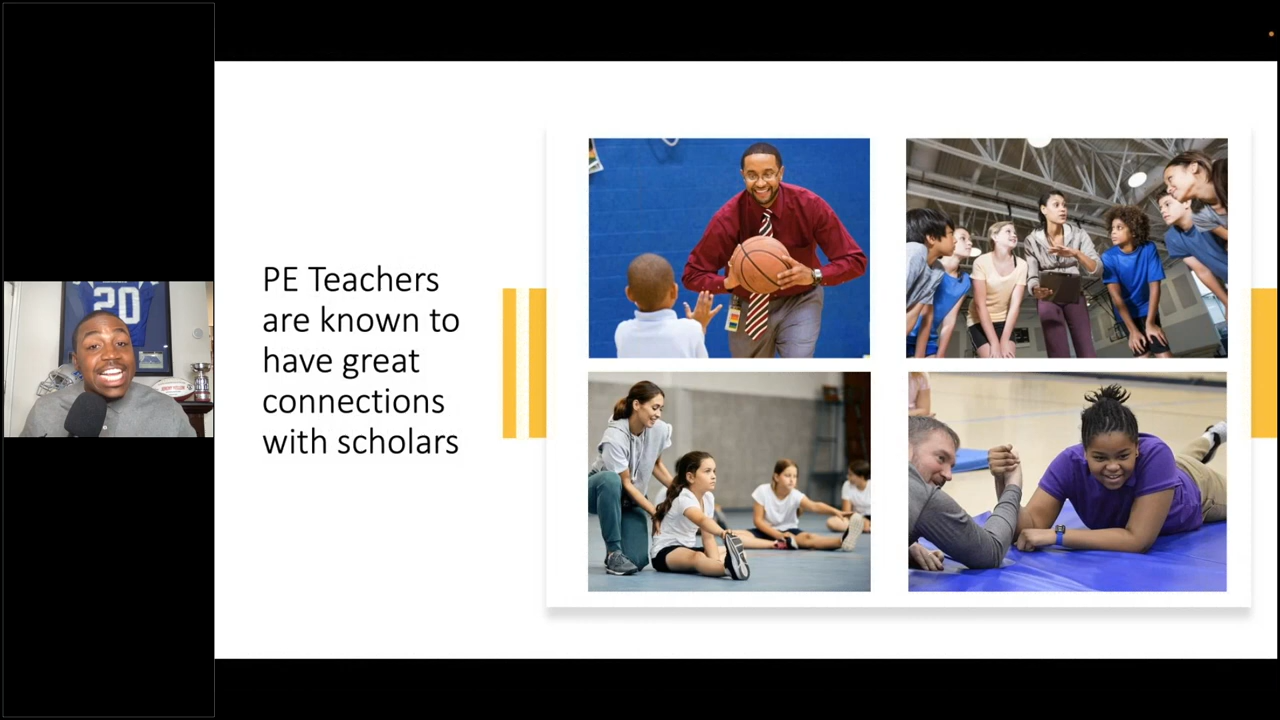 PE Teachers
are known to
have great
connections
with scholars
20